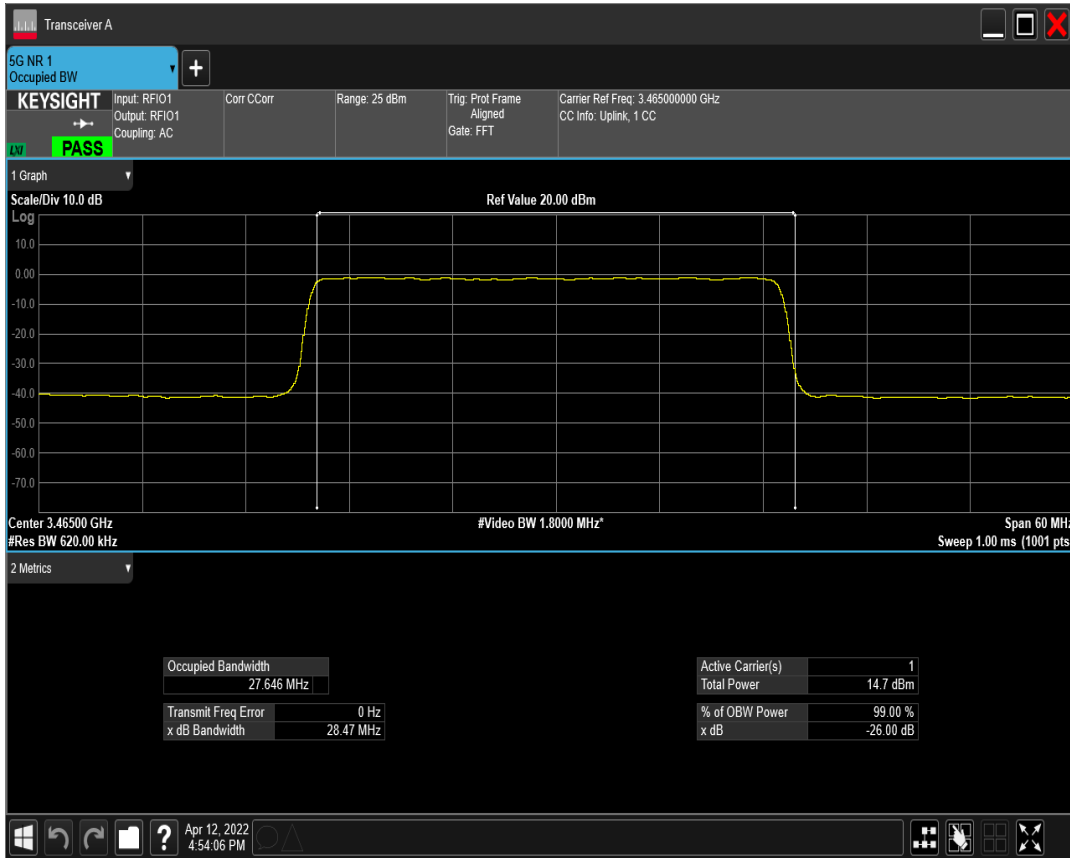 Transceiver A
5G NR 1
Occupied BW
+
KEYSIGHT
LXI
PASS
Input: RFIO1
Output: RFIO1
Coupling: AC
Corr CCorr
Range: 25 dBm
Trig: Prot Frame
Aligned
Gate: FFT
Carrier Ref Freq: 3.465000000 GHz
CC Info: Uplink, 1 CC
1 Graph
Scale/Div 10.0 dB
Ref Value 20.00 dBm
Log
10.0
0.00
-10.0
-20.0
-30.0
-40.0
-50.0
-60.0
-70.0
Center 3.46500 GHz
#Video BW 1.8000 MHz*
Span 60 MHz
#Res BW 620.00 kHz
Sweep 1.00 ms (1001 pts
2 Metrics
Occupied Bandwidth
27.646 MHz
Transmit Freq Error 0 Hz
x dB Bandwidth 28.47 MHz
Active Carrier(s) 1
Total Power 14.7 dBm
% of OBW Power 99.00 %
x dB -26.00 dB
?
Apr 12, 2022
4:54:06 PM